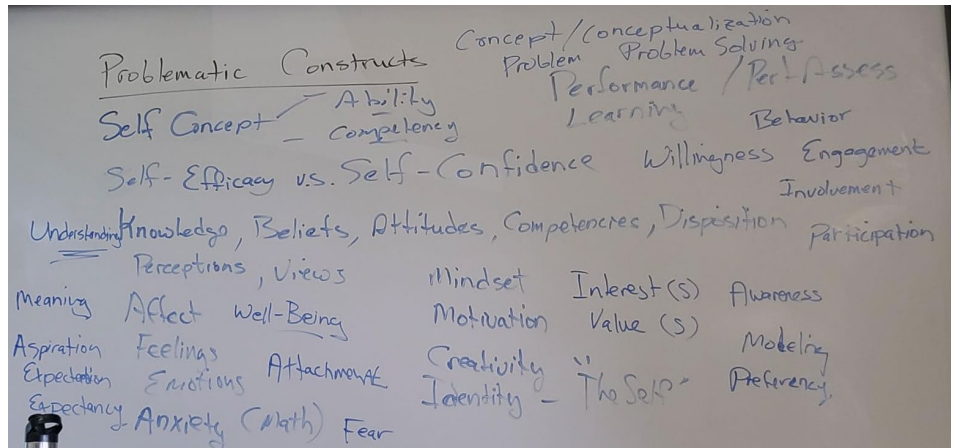 Concept/Conceptualization
Problematic Constructs
Problem Problem Solving
Performance / Perf Assess
Self Concept - Ability
- Competency
Learning
Behavior
Self-Efficacy v.s. Self-Confidence
Willingness Engagement
Involvement
Understanding Knowledge, Beliefs, Attitudes, Competencies, Disposition
Participation
Perceptions, Views
Mindset Interest(s) Awareness
Meaning Affect Well-Being
Motivation Value(s)
Modeling
Aspiration Feelings Attachment
Creativity
Expectation Emotions
Identity - "The Self"
Expectancy Anxiety (Math) Fear